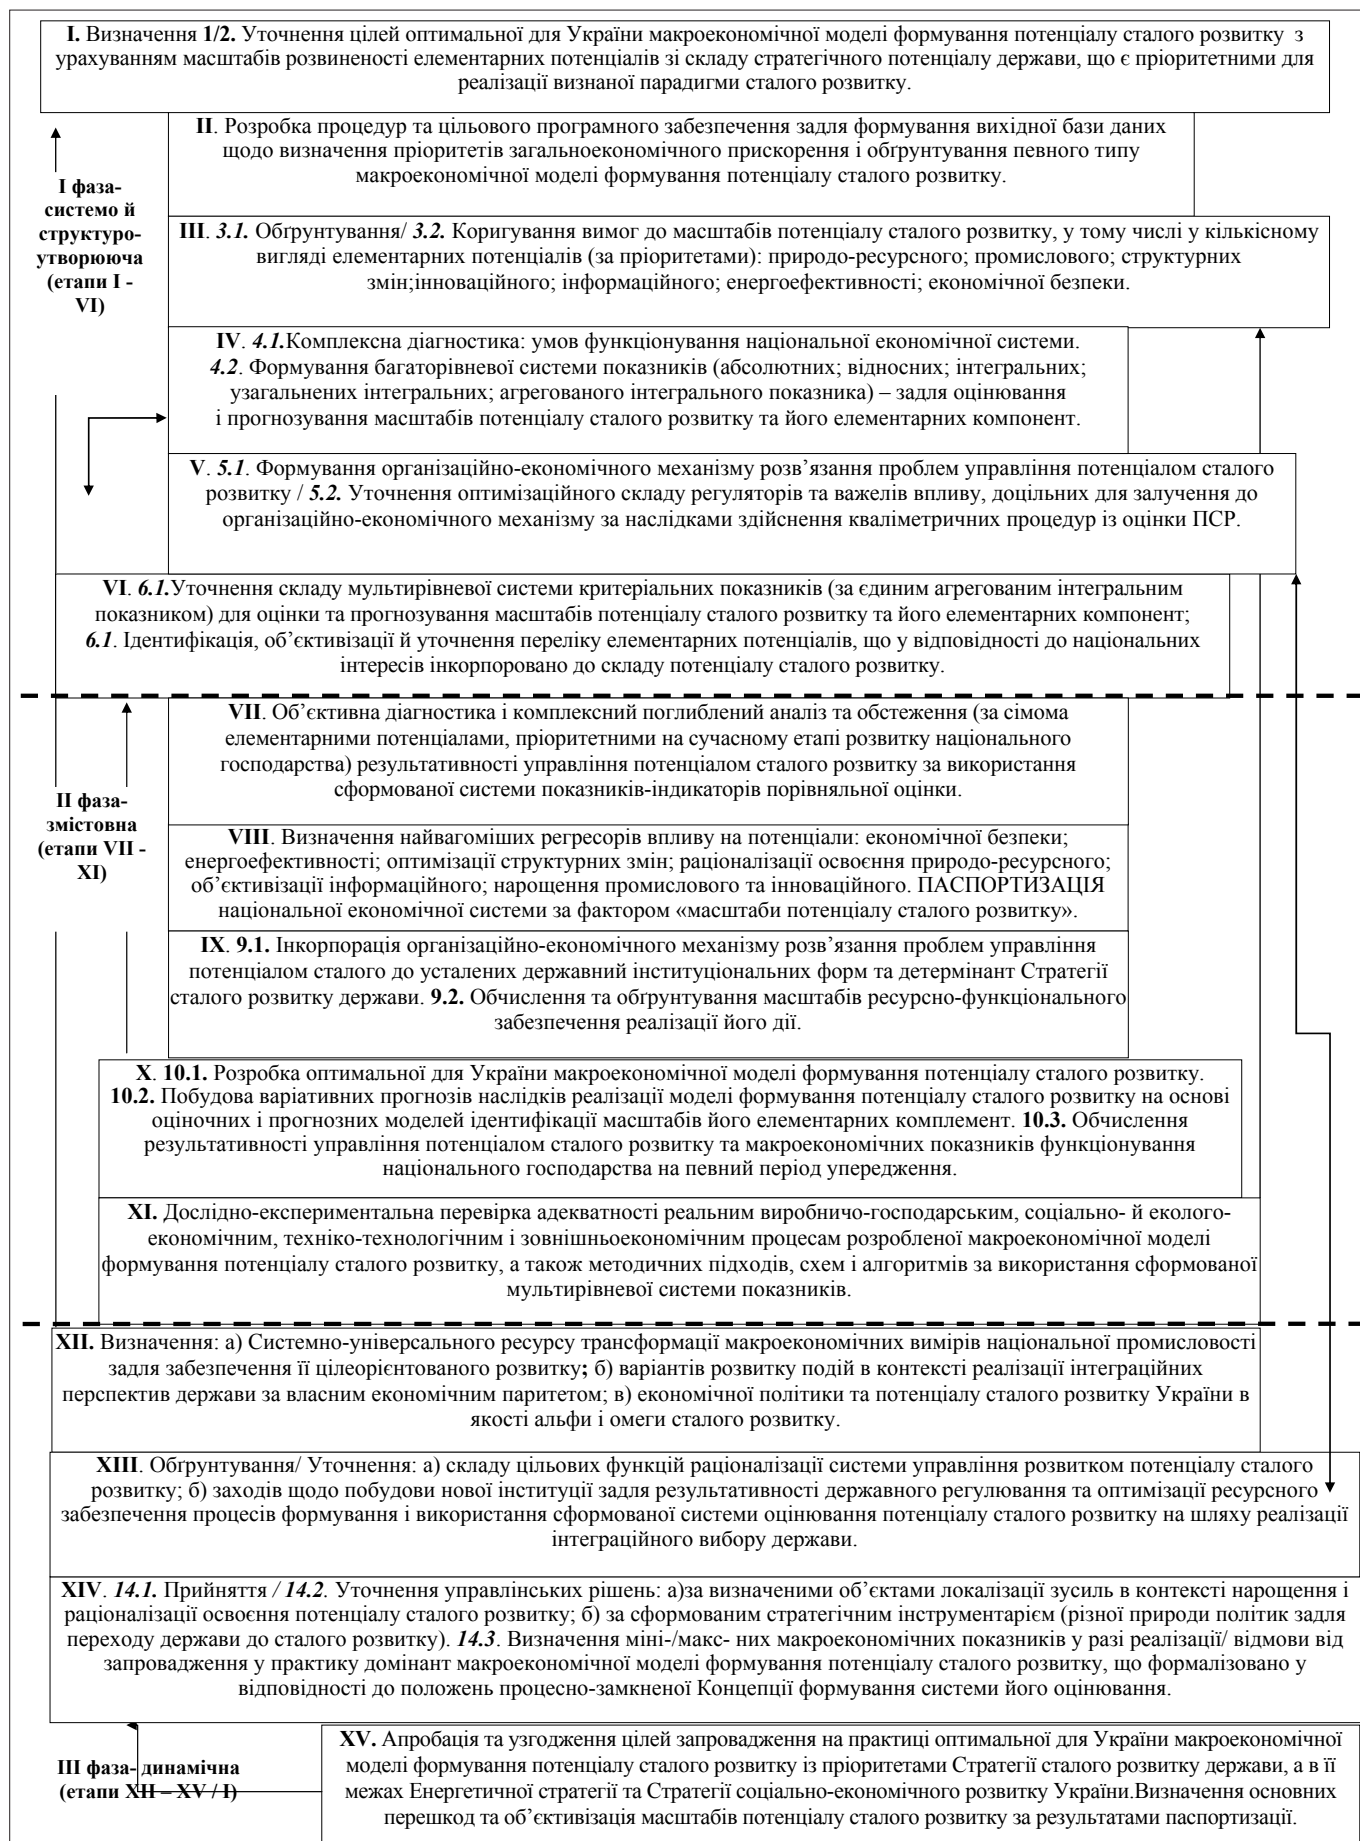 I. Визначення 1/2. Уточнення цілей оптимальної для України макроекономічної моделі формування потенціалу сталого розвитку з
урахуванням масштабів розвиненості елементарних потенціалів зі складу стратегічного потенціалу держави, що є пріоритетними для
реалізації визнаної парадигми сталого розвитку.
II. Розробка процедур та цільового програмного забезпечення задля формування вихідної бази даних
щодо визначення пріоритетів загальноекономічного прискорення і обґрунтування певного типу
макроекономічної моделі формування потенціалу сталого розвитку.
I фаза-
системо й
структуро-
утворююча
(етапи I -
VI)
III. 3.1. Обґрунтування/ 3.2. Коригування вимог до масштабів потенціалу сталого розвитку, у тому числі у кількісному
вигляді елементарних потенціалів (за пріоритетами): природо-ресурсного; промислового; структурних
змін;інноваційного; інформаційного; енергоефективності; економічної безпеки.
IV. 4.1.Комплексна діагностика: умов функціонування національної економічної системи.
4.2. Формування багаторівневої системи показників (абсолютних; відносних; інтегральних;
узагальнених інтегральних; агрегованого інтегрального показника) – задля оцінювання
і прогнозування масштабів потенціалу сталого розвитку та його елементарних компонент.
V. 5.1. Формування організаційно-економічного механізму розв’язання проблем управління потенціалом сталого
розвитку / 5.2. Уточнення оптимізаційного складу регуляторів та важелів впливу, доцільних для залучення до
організаційно-економічного механізму за наслідками здійснення кваліметричних процедур із оцінки ПСР.
VI. 6.1.Уточнення складу мультирівневої системи критеріальних показників (за єдиним агрегованим інтегральним
показником) для оцінки та прогнозування масштабів потенціалу сталого розвитку та його елементарних компонент;
6.1. Ідентифікація, об’єктивізації й уточнення переліку елементарних потенціалів, що у відповідності до національних
інтересів інкорпоровано до складу потенціалу сталого розвитку.
VII. Об’єктивна діагностика і комплексний поглиблений аналіз та обстеження (за сімома
елементарними потенціалами, пріоритетними на сучасному етапі розвитку національного
господарства) результативності управління потенціалом сталого розвитку за використання
сформованої системи показників-індикаторів порівняльної оцінки.
II фаза-
змістовна
(етапи VII -
XI)
VIII. Визначення найвагоміших регресорів впливу на потенціали: економічної безпеки;
енергоефективності; оптимізації структурних змін; раціоналізації освоєння природо-ресурсного;
об’єктивізації інформаційного; нарощення промислового та інноваційного. ПАСПОРТИЗАЦІЯ
національної економічної системи за фактором «масштаби потенціалу сталого розвитку».
IX. 9.1. Інкорпорація організаційно-економічного механізму розв’язання проблем управління
потенціалом сталого до усталених державний інституціональних форм та детермінант Стратегії
сталого розвитку держави. 9.2. Обчислення та обґрунтування масштабів ресурсно-функціонального
забезпечення реалізації його дії.
X. 10.1. Розробка оптимальної для України макроекономічної моделі формування потенціалу сталого розвитку.
10.2. Побудова варіативних прогнозів наслідків реалізації моделі формування потенціалу сталого розвитку на основі
оціночних і прогнозних моделей ідентифікації масштабів його елементарних комплемент. 10.3. Обчислення
результативності управління потенціалом сталого розвитку та макроекономічних показників функціонування
національного господарства на певний період упередження.
XI. Дослідно-експериментальна перевірка адекватності реальним виробничо-господарським, соціально- й еколого-
економічним, техніко-технологічним і зовнішньоекономічним процесам розробленої макроекономічної моделі
формування потенціалу сталого розвитку, а також методичних підходів, схем і алгоритмів за використання сформованої
мультирівневої системи показників.
XII. Визначення: а) Системно-універсального ресурсу трансформації макроекономічних вимірів національної промисловості
задля забезпечення її цілеорієнтованого розвитку; б) варіантів розвитку подій в контексті реалізації інтеграційних
перспектив держави за власним економічним паритетом; в) економічної політики та потенціалу сталого розвитку України в
якості альфи і омеги сталого розвитку.
XIII. Обґрунтування/ Уточнення: а) складу цільових функцій раціоналізації системи управління розвитком потенціалу сталого
розвитку; б) заходів щодо побудови нової інституції задля результативності державного регулювання та оптимізації ресурсного
забезпечення процесів формування і використання сформованої системи оцінювання потенціалу сталого розвитку на шляху реалізації
інтеграційного вибору держави.
XIV. 14.1. Прийняття / 14.2. Уточнення управлінських рішень: а)за визначеними об’єктами локалізації зусиль в контексті нарощення і
раціоналізації освоєння потенціалу сталого розвитку; б) за сформованим стратегічним інструментарієм (різної природи політик задля
переходу держави до сталого розвитку). 14.3. Визначення міні-/макс- них макроекономічних показників у разі реалізації/ відмови від
запровадження у практику домінант макроекономічної моделі формування потенціалу сталого розвитку, що формалізовано у
відповідності до положень процесно-замкненої Концепції формування системи його оцінювання.
III фаза- динамічна
(етапи XII – XV / I)
XV. Апробація та узгодження цілей запровадження на практиці оптимальної для України макроекономічної
моделі формування потенціалу сталого розвитку із пріоритетами Стратегії сталого розвитку держави, а в її
межах Енергетичної стратегії та Стратегії соціально-економічного розвитку України.Визначення основних
перешкод та об’єктивізація масштабів потенціалу сталого розвитку за результатами паспортизації.